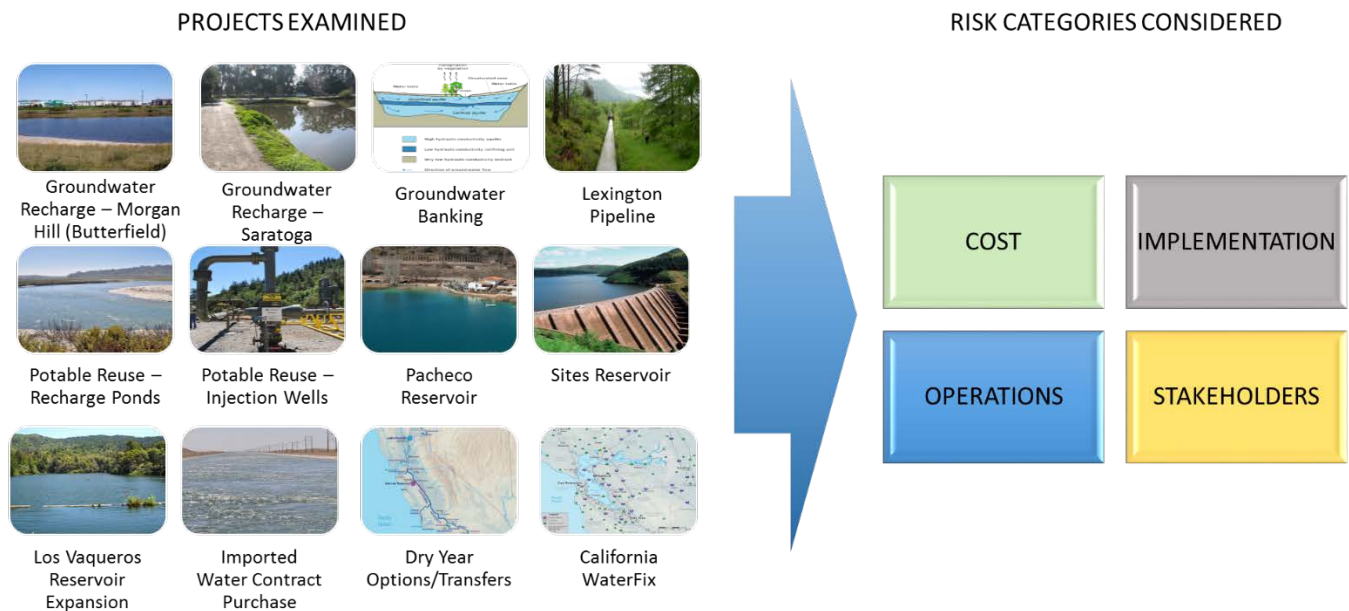 PROJECTS EXAMINED
RISK CATEGORIES CONSIDERED
Groundwater
Recharge – Morgan
Hill (Butterfield)
Groundwater
Recharge –
Saratoga
Groundwater
Banking
Lexington
Pipeline
Potable Reuse –
Recharge Ponds
Potable Reuse –
Injection Wells
Pacheco
Reservoir
Sites Reservoir
Los Vaqueros
Reservoir
Expansion
Imported
Water Contract
Purchase
Dry Year
Options/Transfers
California
WaterFix
COST
IMPLEMENTATION
OPERATIONS
STAKEHOLDERS